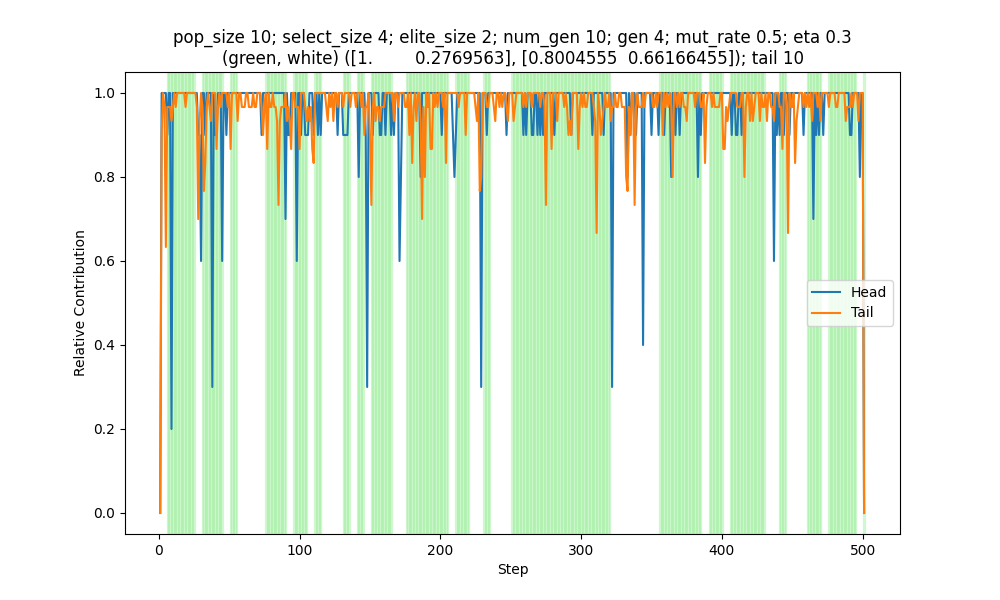 pop_size 10; select_size 4; elite_size 2; num_gen 10; gen 4; mut_rate 0.5; eta 0.3
(green, white) ([1.         0.2769563], [0.8004555  0.66166455]); tail 10
1.0
0.8
0.6
0.4
0.2
0.0
Relative Contribution
Head
Tail
0
100
200
300
400
500
Step